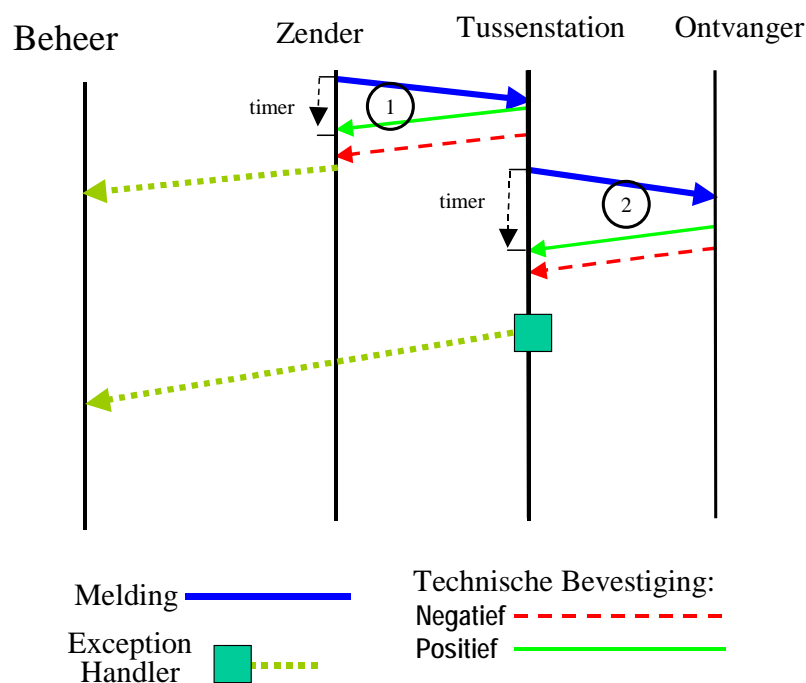 Beheer
Zender
Tussenstation
Ontvanger
timer
1
timer
2
Melding
Exception
Handler
Technische Bevestiging:
Negatief
Positief